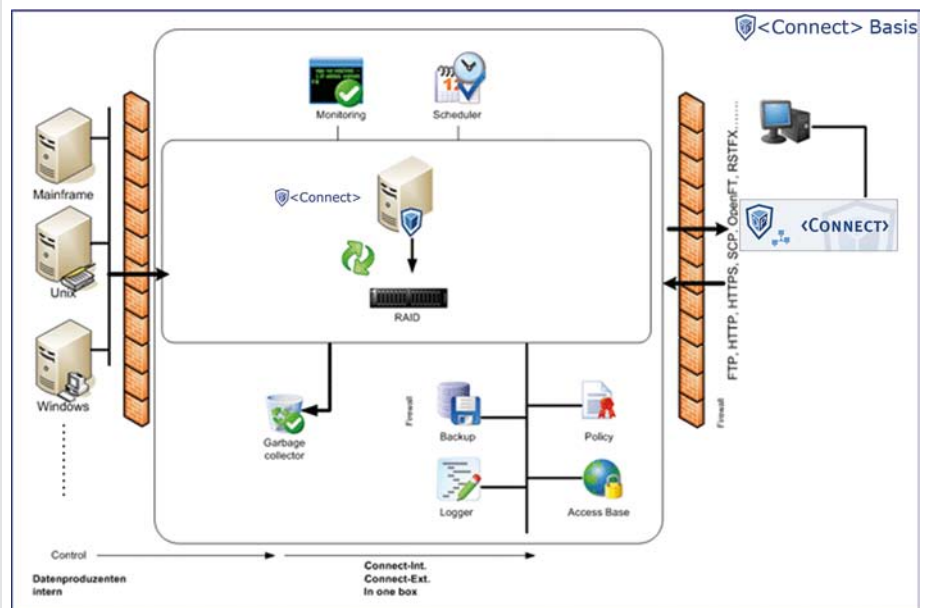 <Connect> Basis
Monitoring
Scheduler
Mainframe
Unix
Windows
<Connect>
RAID
Garbage
collector
Firewall
Backup
Policy
Logger
Access Base
FTP, HTTP, HTTPS, SCP, OpenFT, RSTFX.......
Firewall
<CONNECT>
Control
Datenproduzenten
intern
Connect-Int.
Connect-Ext.
In one box